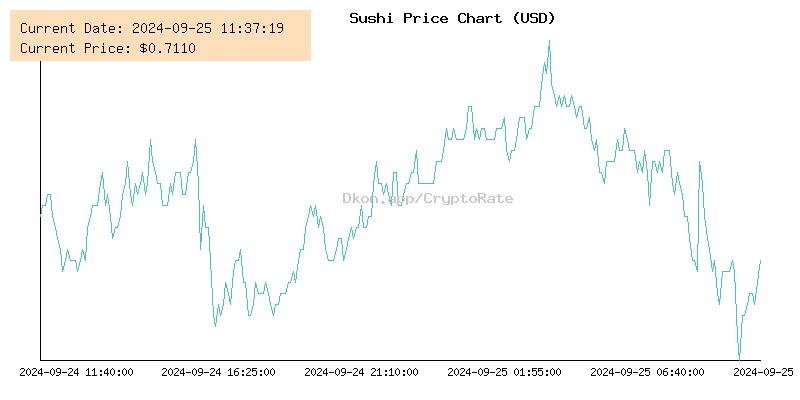 Sushi Price Chart (USD)
Current Date: 2024-09-25 11:37:19
Current Price: $0.7110
Dkon.app/CryptoRate
2024-09-24 11:40:00 2024-09-24 16:25:00 2024-09-24 21:10:00 2024-09-25 01:55:00 2024-09-25 06:40:00 2024-09-25